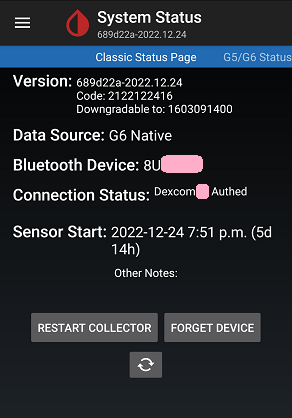 System Status
689d22a-2022.12.24
Classic Status Page G5/G6 Status
Version: 689d22a-2022.12.24
Code: 2122122416
Downgradable to: 1603091400
Data Source: G6 Native
Bluetooth Device: 8U
Connection Status: Dexcom Authed
Sensor Start: 2022-12-24 7:51 p.m. (5d
14h)
Other Notes:
RESTART COLLECTOR FORGET DEVICE